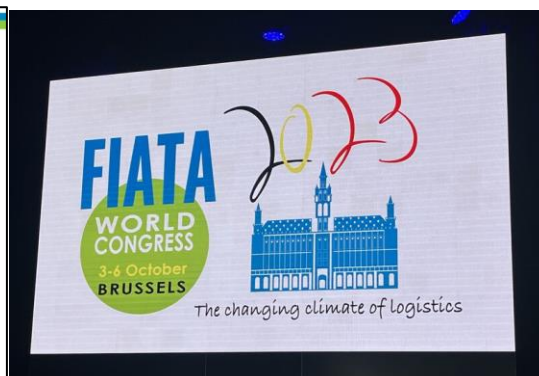 FIATA
WORLD
CONGRESS
3-6 October
BRUSSELS
2023
The changing climate of logistics